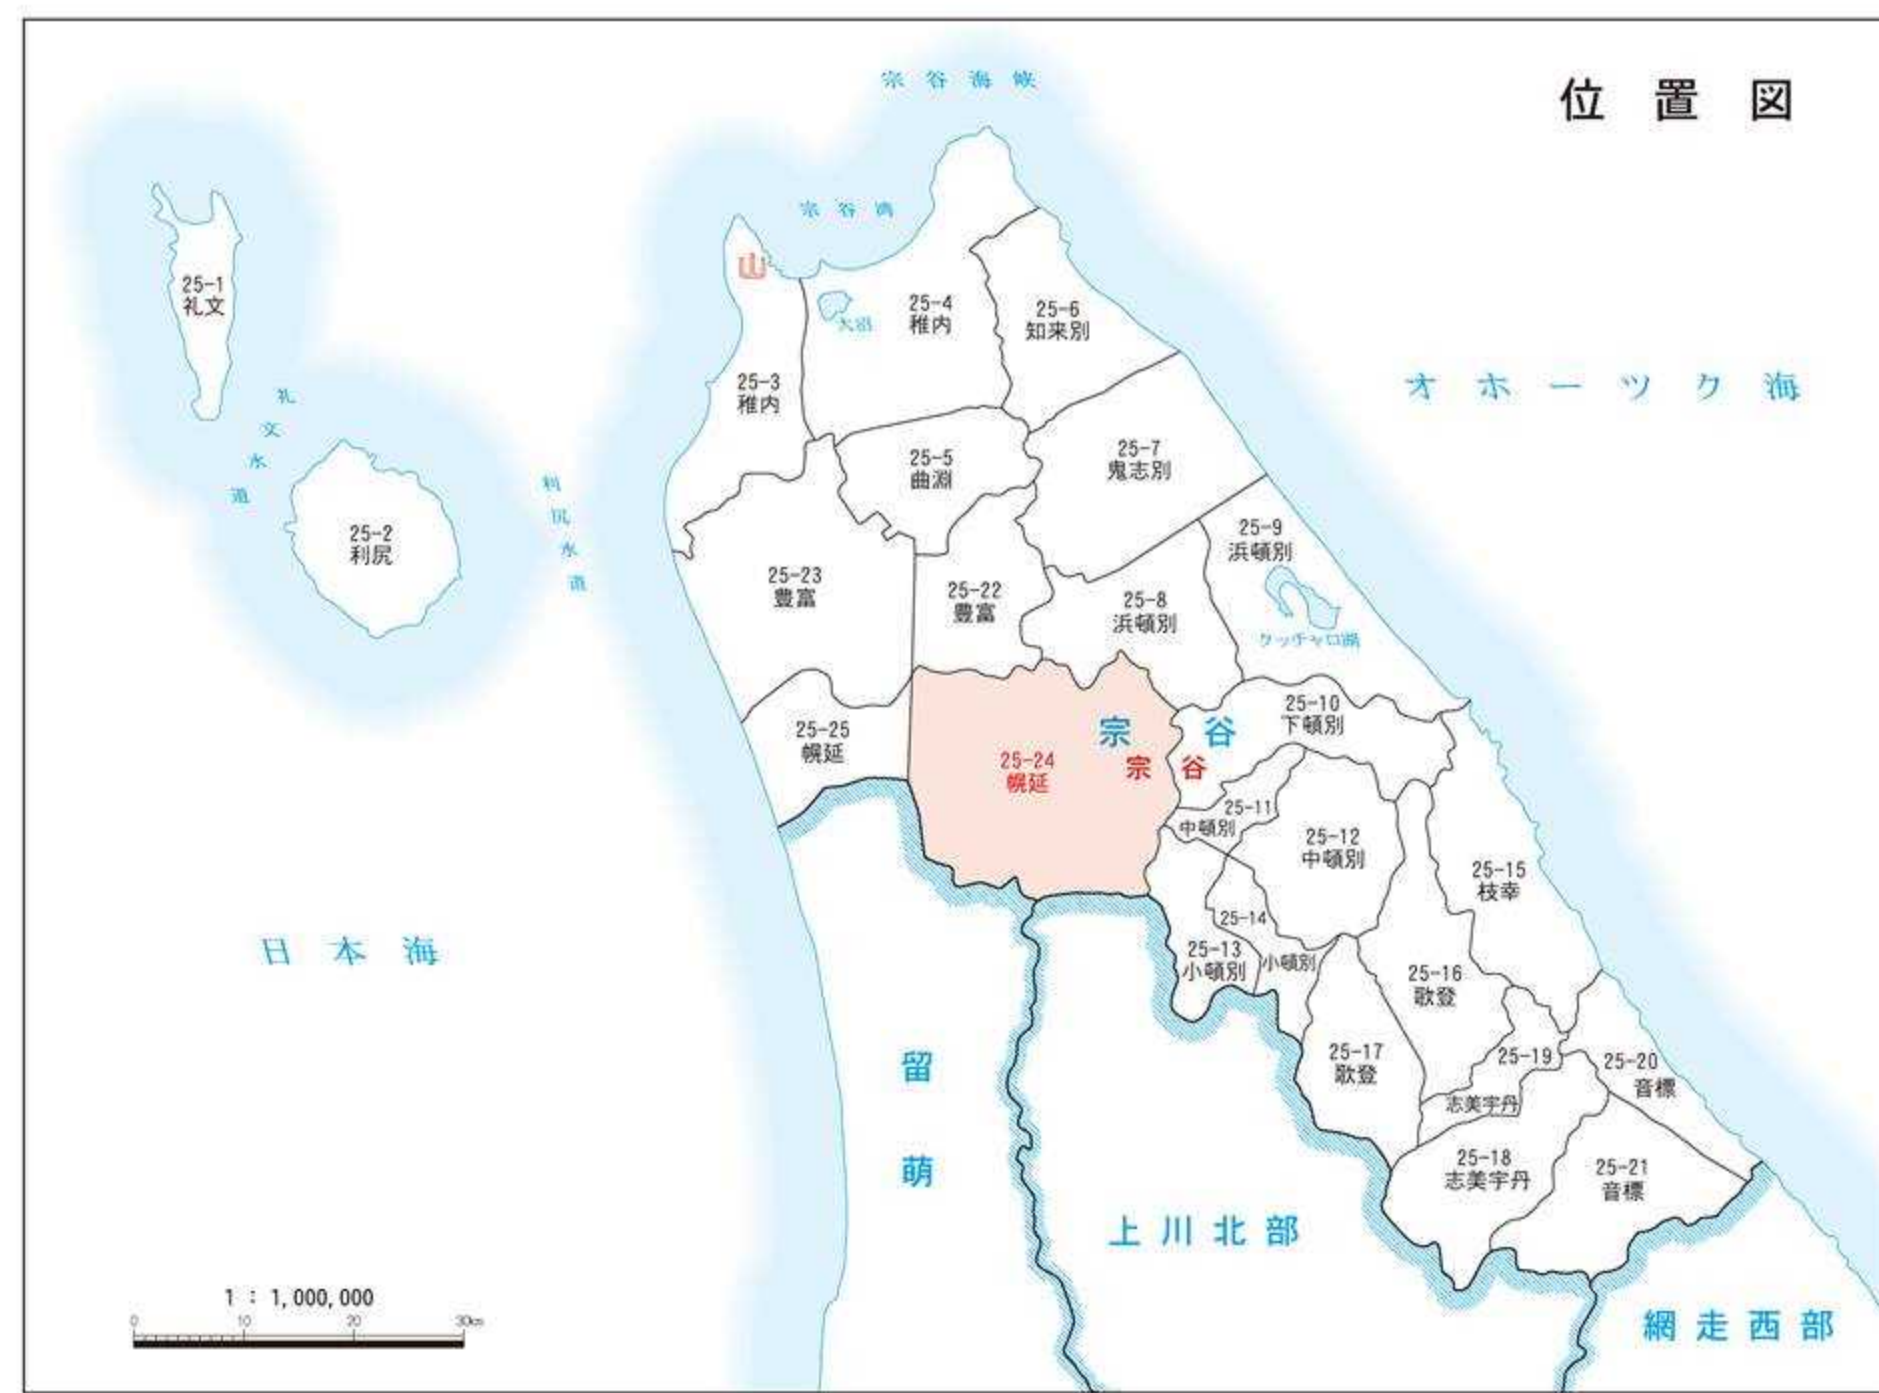 位置図
宗谷海峡
宗谷湾
山
25-1
礼文
25-4
稚内
大沼
25-6
知来別
オホーツク海
25-3
稚内
礼文水道
25-5
曲淵
25-7
鬼志別
利尻水道
25-2
利尻
25-9
浜頓別
クッチャロ湖
25-23
豊富
25-22
豊富
25-8
浜頓別
25-10
下頓別
25-25
幌延
宗谷
宗谷
25-24
幌延
25-11
中頓別
25-12
中頓別
25-15
枝幸
25-14
小頓別
25-13
小頓別
25-16
歌登
日本海
25-17
歌登
25-19
志美宇丹
25-20
音標
留萌
25-18
志美宇丹
25-21
音標
上川北部
網走西部
1 : 1,000,000
0 10 20 30km